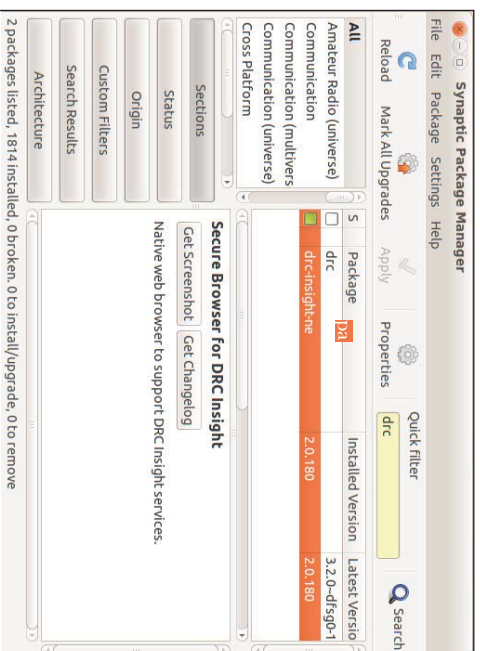 Synaptic Package Manager
File Edit Package Settings Help
Reload Mark All Upgrades Apply Properties
Quick filter
drc
Search
All
Amateur Radio (universe)
Communication
Communication (multivers
Communication (universe)
Cross Platform
Sections
Status
Origin
Custom Filters
Search Results
Architecture
S Package Installed Version Latest Versio
drc 3.2.0~dfsg0-1
drc-insight-ne 2.0.180 2.0.180
pa
Secure Browser for DRC Insight
Get Screenshot Get Changelog
Native web browser to support DRC Insight services.
2 packages listed, 1814 installed, 0 broken. 0 to install/upgrade, 0 to remove